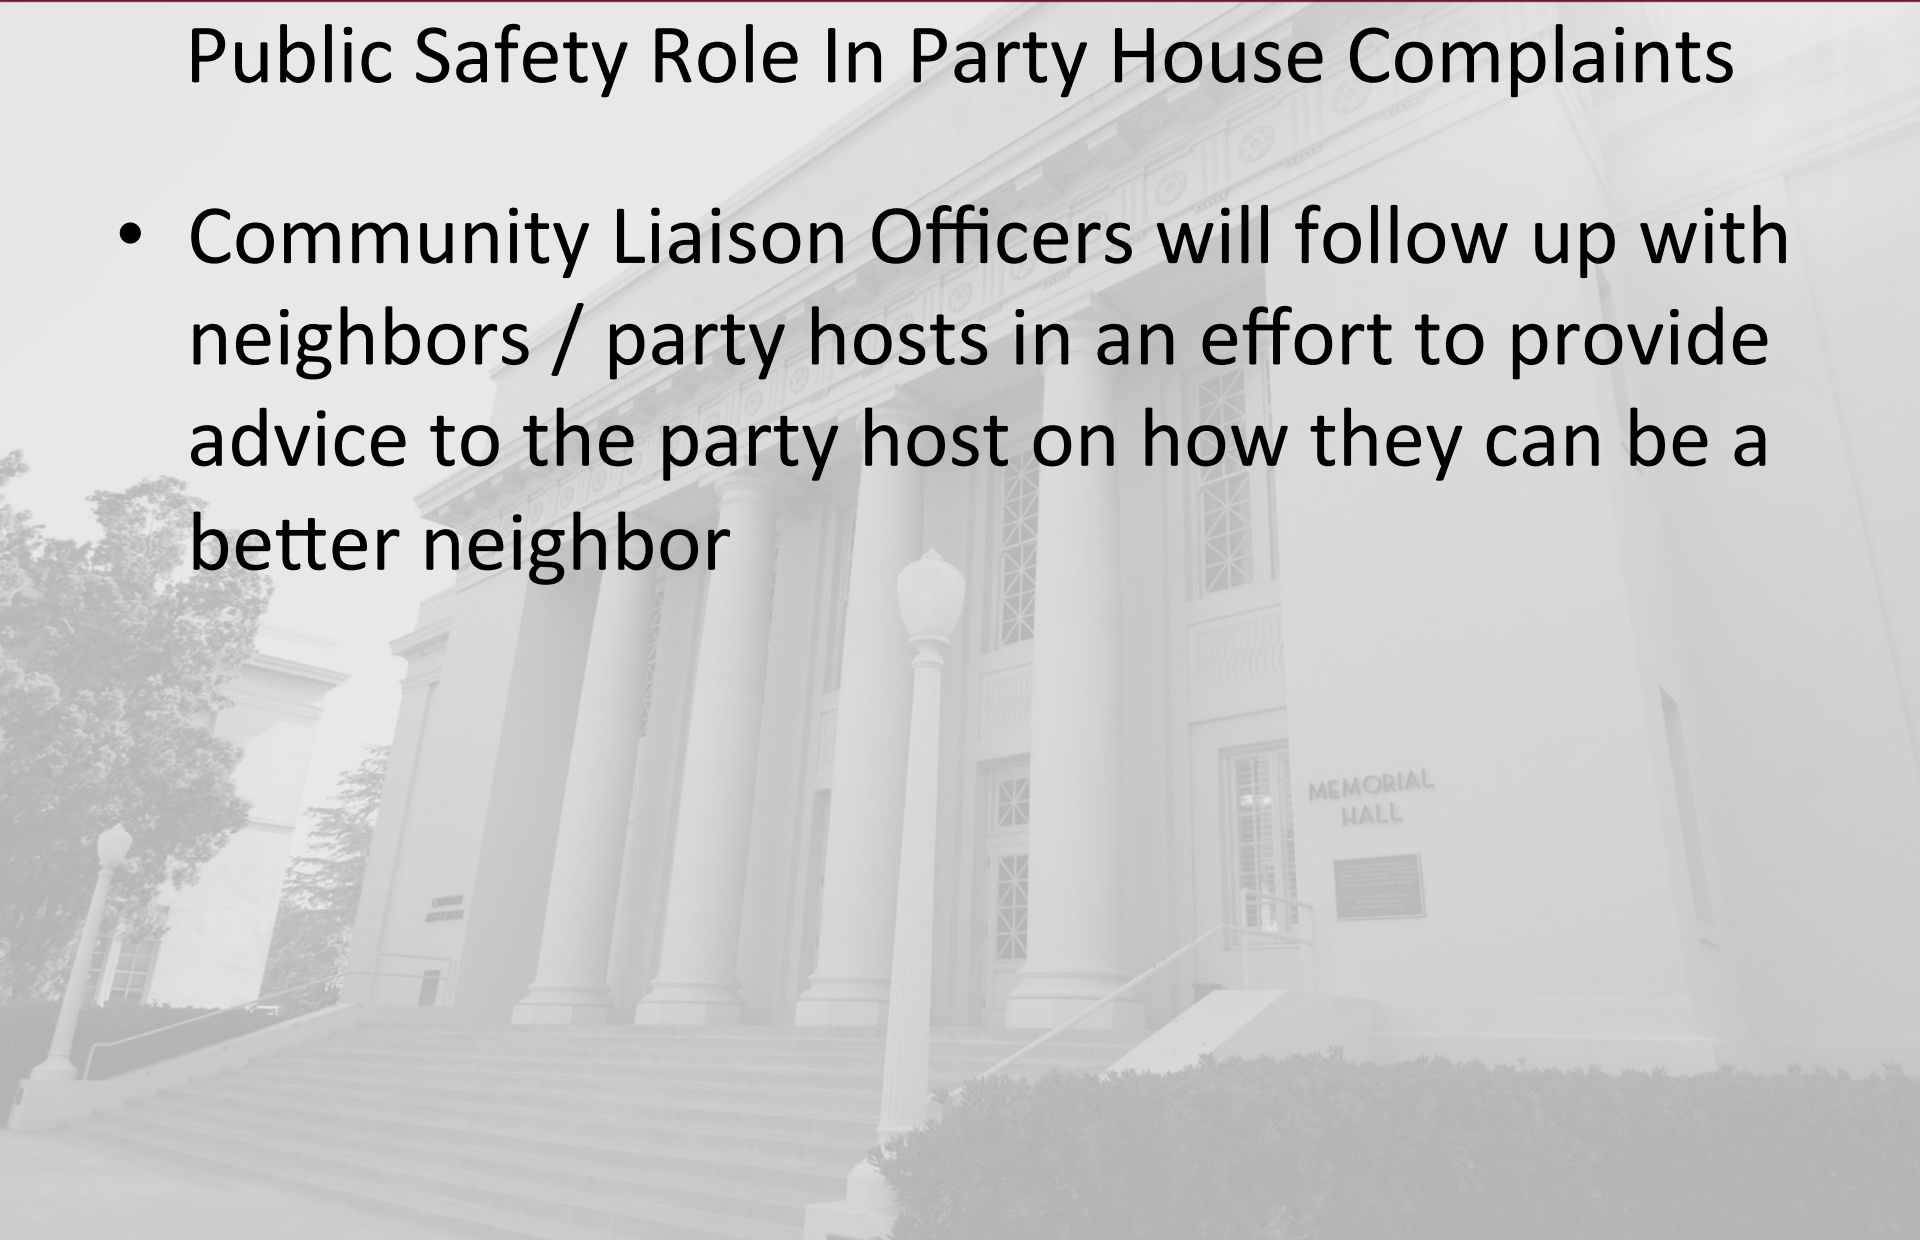 Public Safety Role In Party House Complaints
• Community Liaison Officers will follow up with
neighbors / party hosts in an effort to provide
advice to the party host on how they can be a
better neighbor
MEMORIAL
HALL